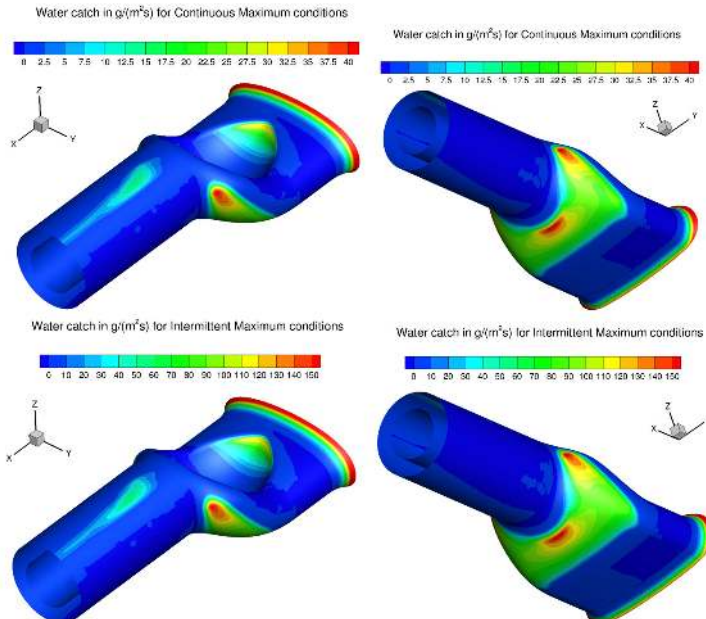 Water catch in g/(m²s) for Continuous Maximum conditions
0 2.5 5 7.5 10 12.5 15 17.5 20 22.5 25 27.5 30 32.5 35 37.5 40
Z
X
Y
Water catch in g/(m²s) for Continuous Maximum conditions
0 2.5 5 7.5 10 12.5 15 17.5 20 22.5 25 27.5 30 32.5 35 37.5 40
Z
X
Y
Water catch in g/(m²s) for Intermittent Maximum conditions
0 10 20 30 40 50 60 70 80 90 100 110 120 130 140 150
Z
X
Y
Water catch in g/(m²s) for Intermittent Maximum conditions
0 10 20 30 40 50 60 70 80 90 100 110 120 130 140 150
Z
X